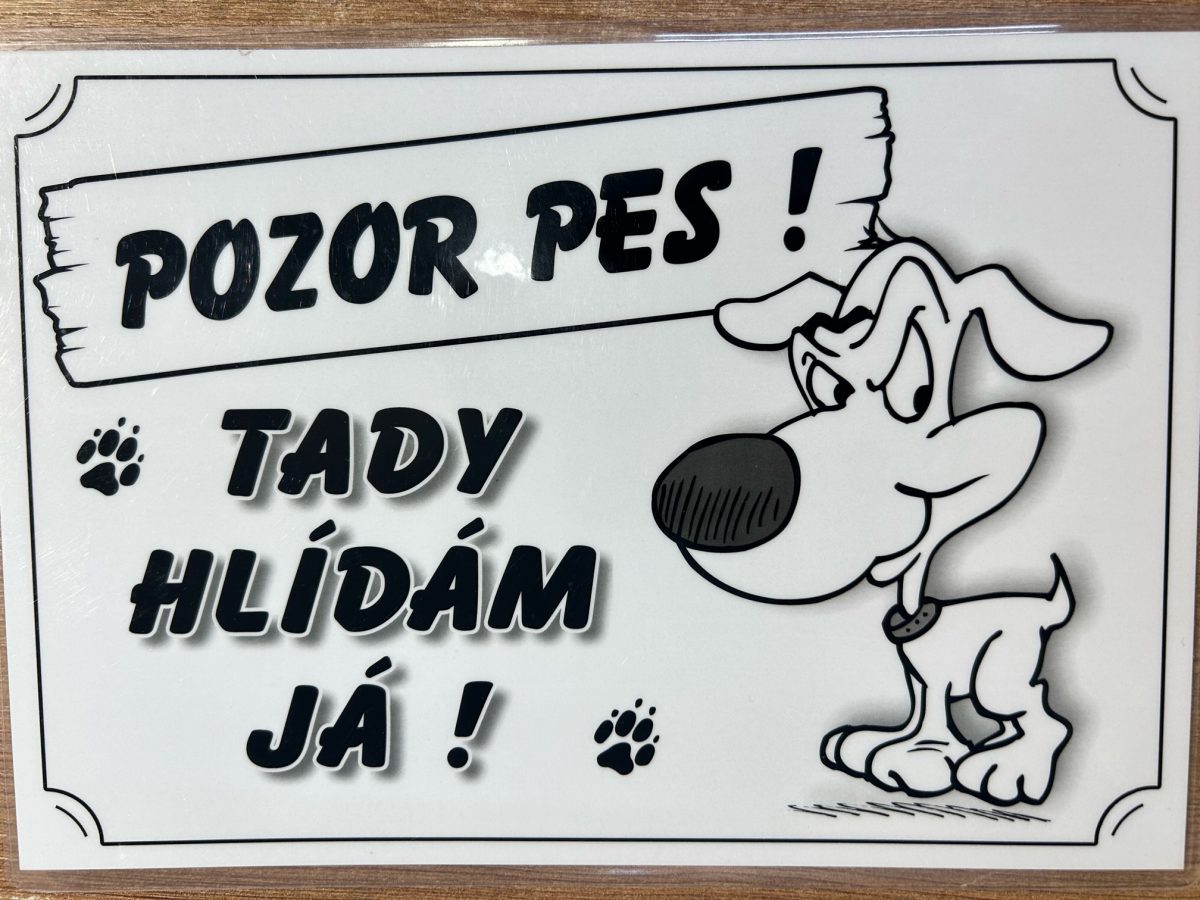 POZOR PES !
TADY
HLÍDÁM
JÁ !